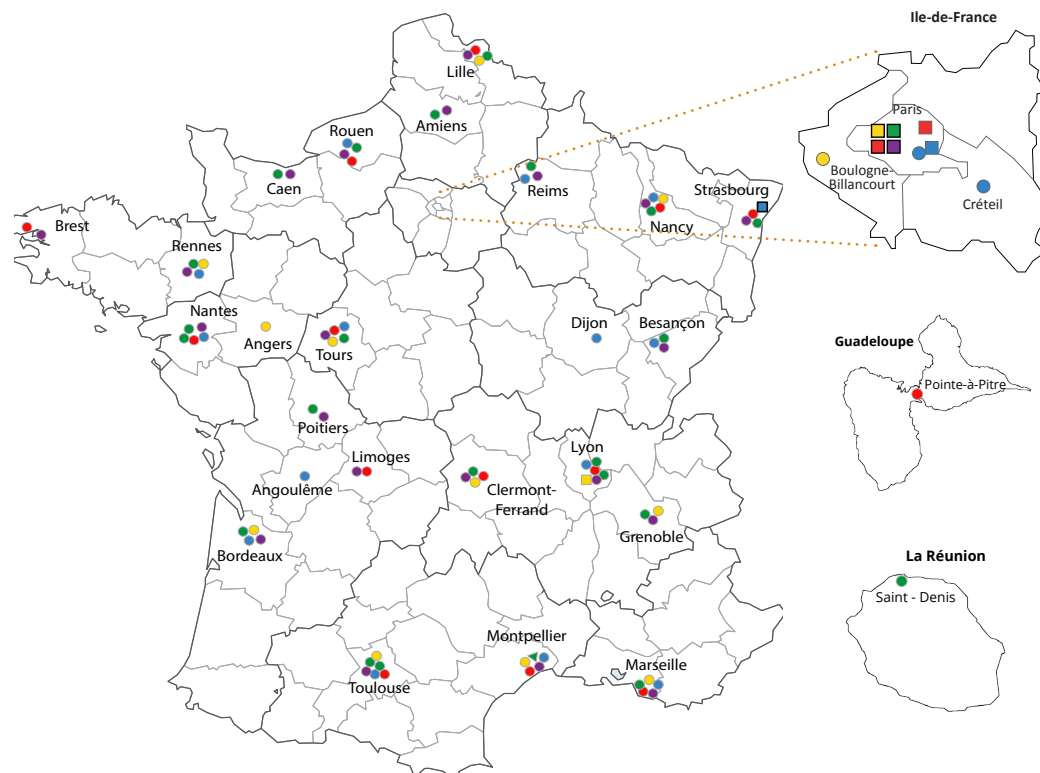 Ile-de-France
Lille
Paris
Amiens
Rouen
Boulogne-
Billancourt
Caen
Reims
Strasbourg
Créteil
Brest
Nancy
Rennes
Nantes
Dijon
Besançon
Angers
Tours
Guadeloupe
Pointe-à-Pitre
Poitiers
Limoges
Lyon
Angoulême
Clermont-
Ferrand
Grenoble
Bordeaux
La Réunion
Saint - Denis
Montpellier
Marseille
Toulouse